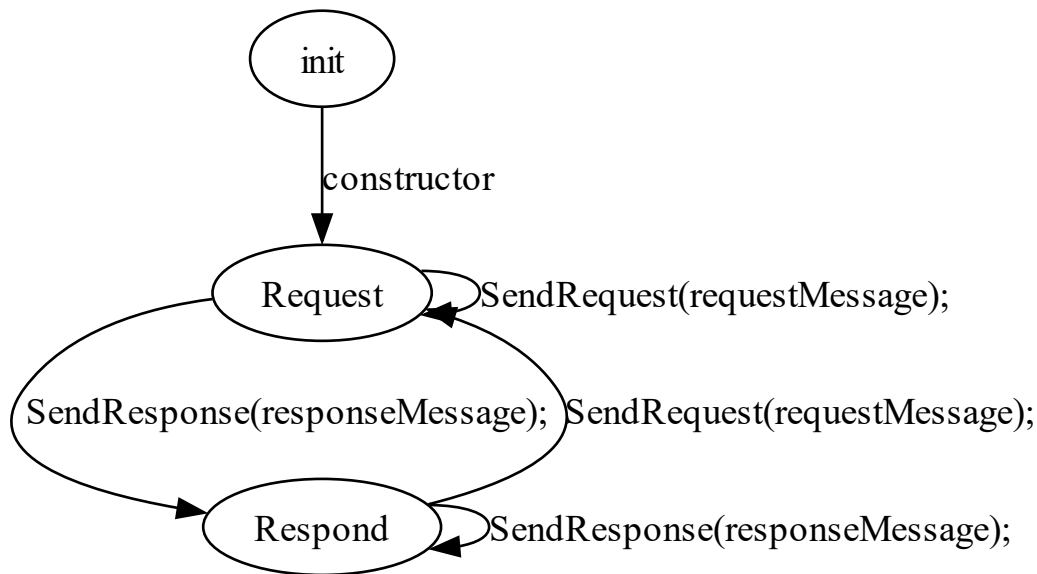 init
constructor
Request
SendRequest(requestMessage);
SendResponse(responseMessage);
SendRequest(requestMessage);
Respond
SendResponse(responseMessage);